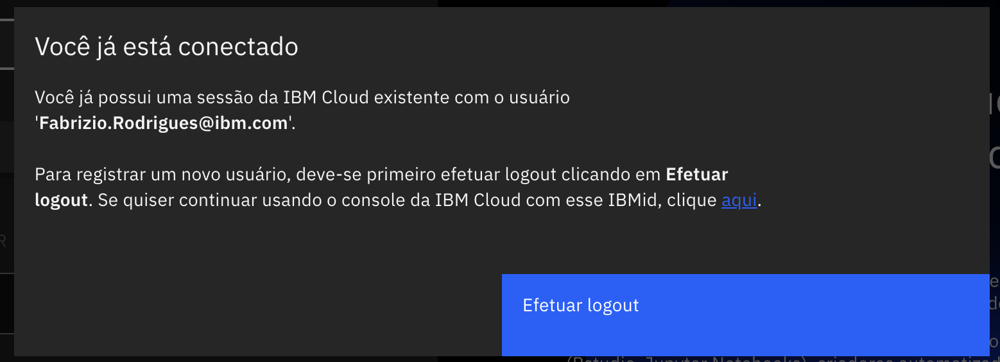 Você já está conectado
Você já possui uma sessão da IBM Cloud existente com o usuário
'Fabrizio.Rodrigues@ibm.com'.
Para registrar um novo usuário, deve-se primeiro efetuar logout clicando em Efetuar
logout. Se quiser continuar usando o console da IBM Cloud com esse IBMid, clique aqui.
Efetuar logout